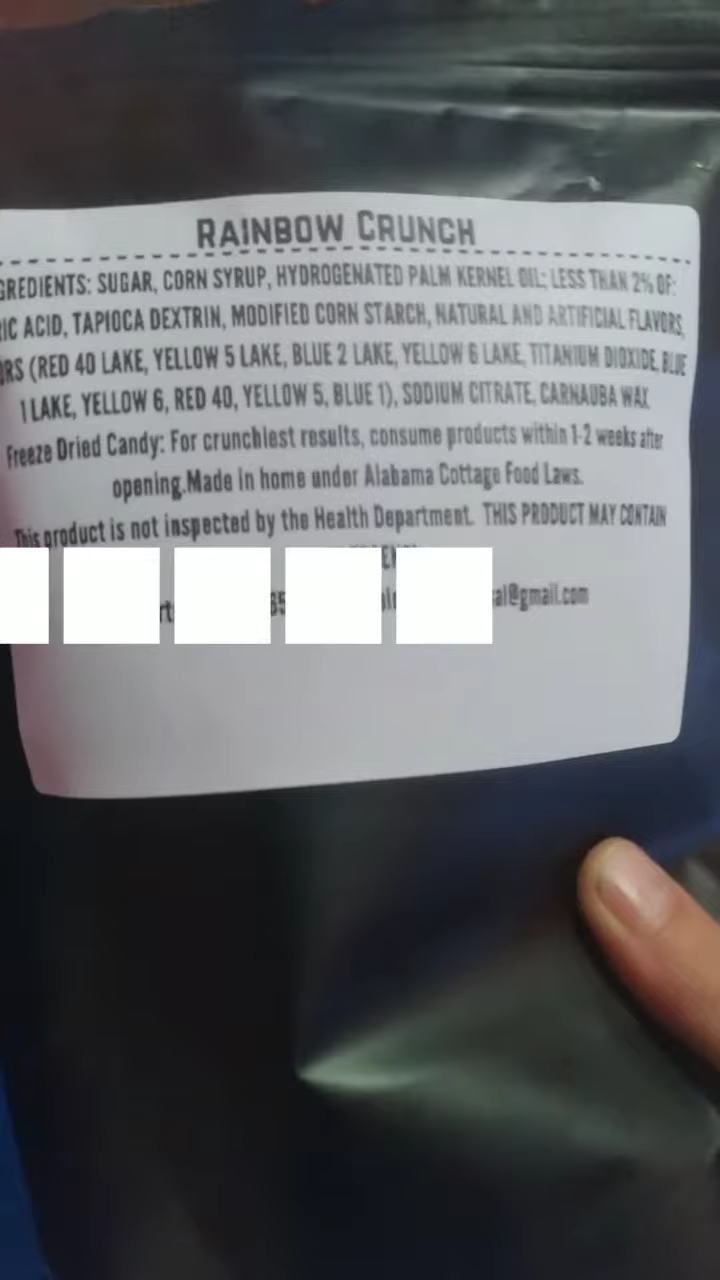 RAINBOW CRUNCH
GREDIENTS: SUGAR, CORN SYRUP, HYDROGENATED PALM KERNEL OIL; LESS THAN 2% OF:
IC ACID, TAPIOCA DEXTRIN, MODIFIED CORN STARCH, NATURAL AND ARTIFICIAL FLAVORS,
ORS (RED 40 LAKE, YELLOW 5 LAKE, BLUE 2 LAKE, YELLOW 6 LAKE, TITANIUM DIOXIDE, BLUE
1 LAKE, YELLOW 6, RED 40, YELLOW 5, BLUE 1), SODIUM CITRATE, CARNAUBA WAX
Freeze Dried Candy: For crunchiest results, consume products within 1-2 weeks after
opening.Made in home under Alabama Cottage Food Laws.
This product is not inspected by the Health Department. THIS PRODUCT MAY CONTAIN
al@gmail.com